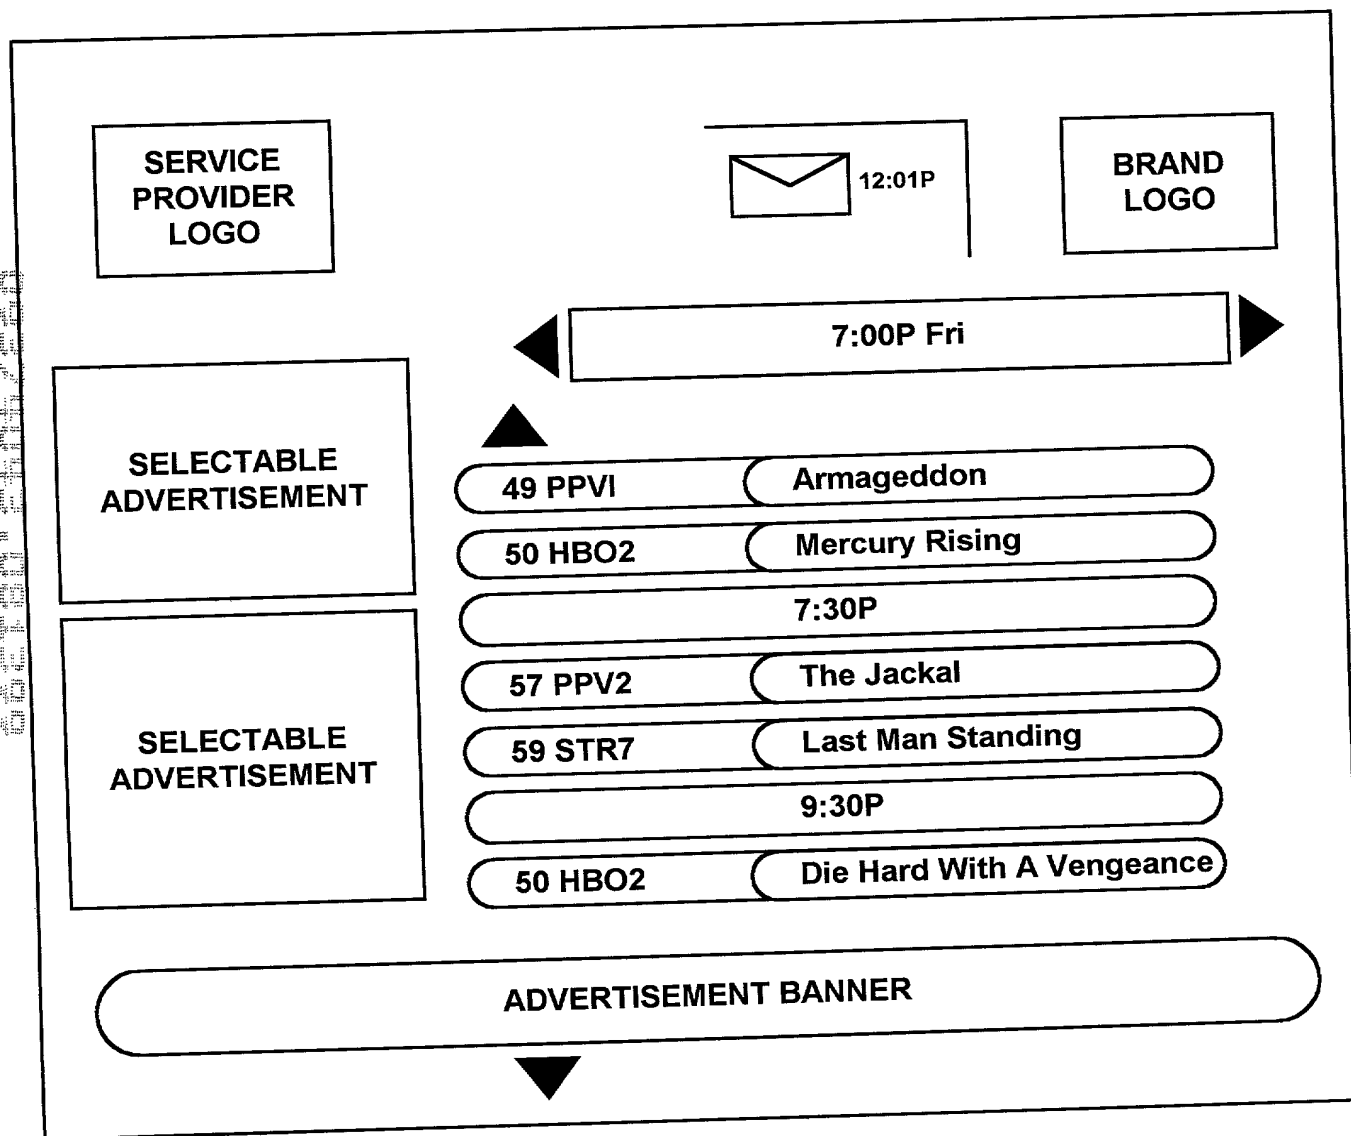 SERVICE
PROVIDER
LOGO
12:01P
BRAND
LOGO
7:00P Fri
SELECTABLE
ADVERTISEMENT
49 PPVI Armageddon
50 HBO2 Mercury Rising
7:30P
57 PPV2 The Jackal
SELECTABLE
ADVERTISEMENT
59 STR7 Last Man Standing
9:30P
50 HBO2 Die Hard With A Vengeance
ADVERTISEMENT BANNER